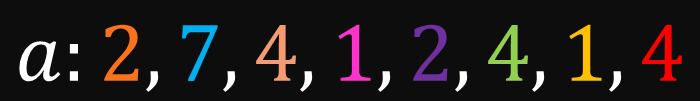 a: 2, 7, 4, 1, 2, 4, 1, 4